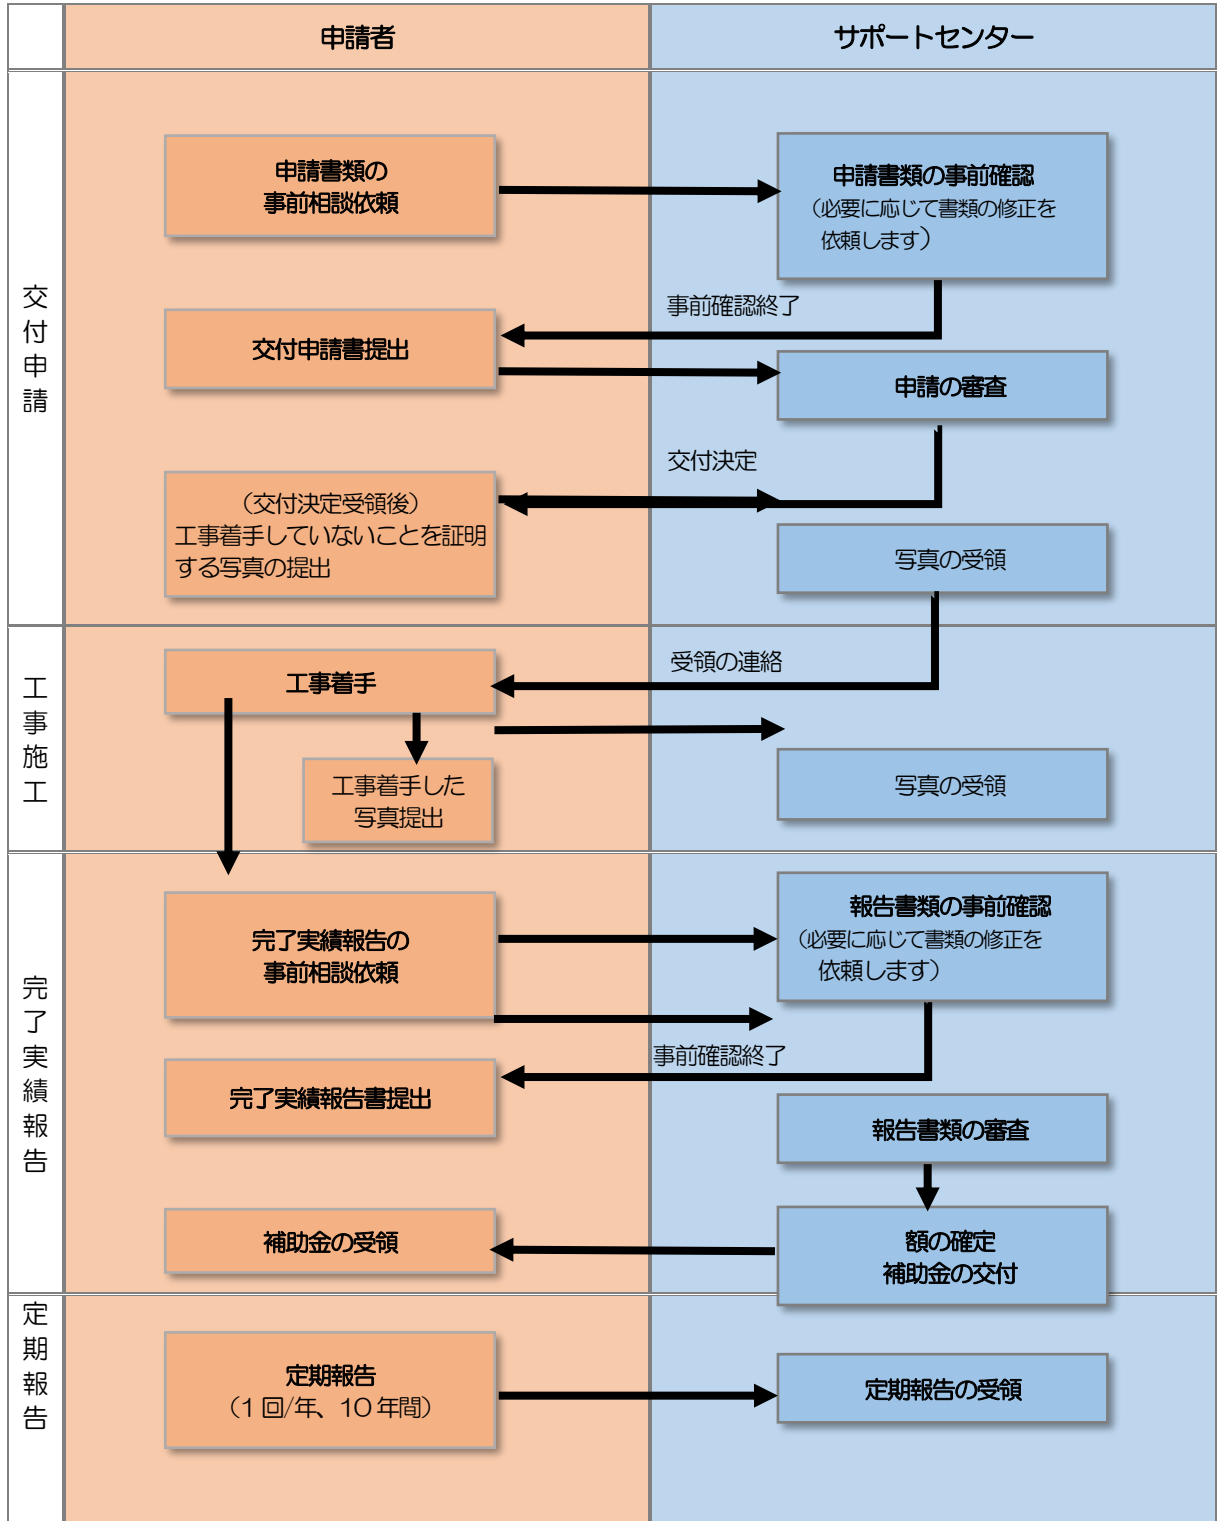 申請者
サポートセンター
交付申請
申請書類の
事前相談依頼
申請書類の事前確認
（必要に応じて書類の修正を
依頼します）
事前確認終了
交付申請書提出
申請の審査
交付決定
（交付決定受領後）
工事着手していないことを証明
する写真の提出
写真の受領
工事施工
受領の連絡
工事着手
工事着手した
写真提出
写真の受領
完了実績報告
完了実績報告の
事前相談依頼
報告書類の事前確認
（必要に応じて書類の修正を
依頼します）
事前確認終了
完了実績報告書提出
報告書類の審査
補助金の受領
額の確定
補助金の交付
定期報告
定期報告
（1回/年、10年間）
定期報告の受領